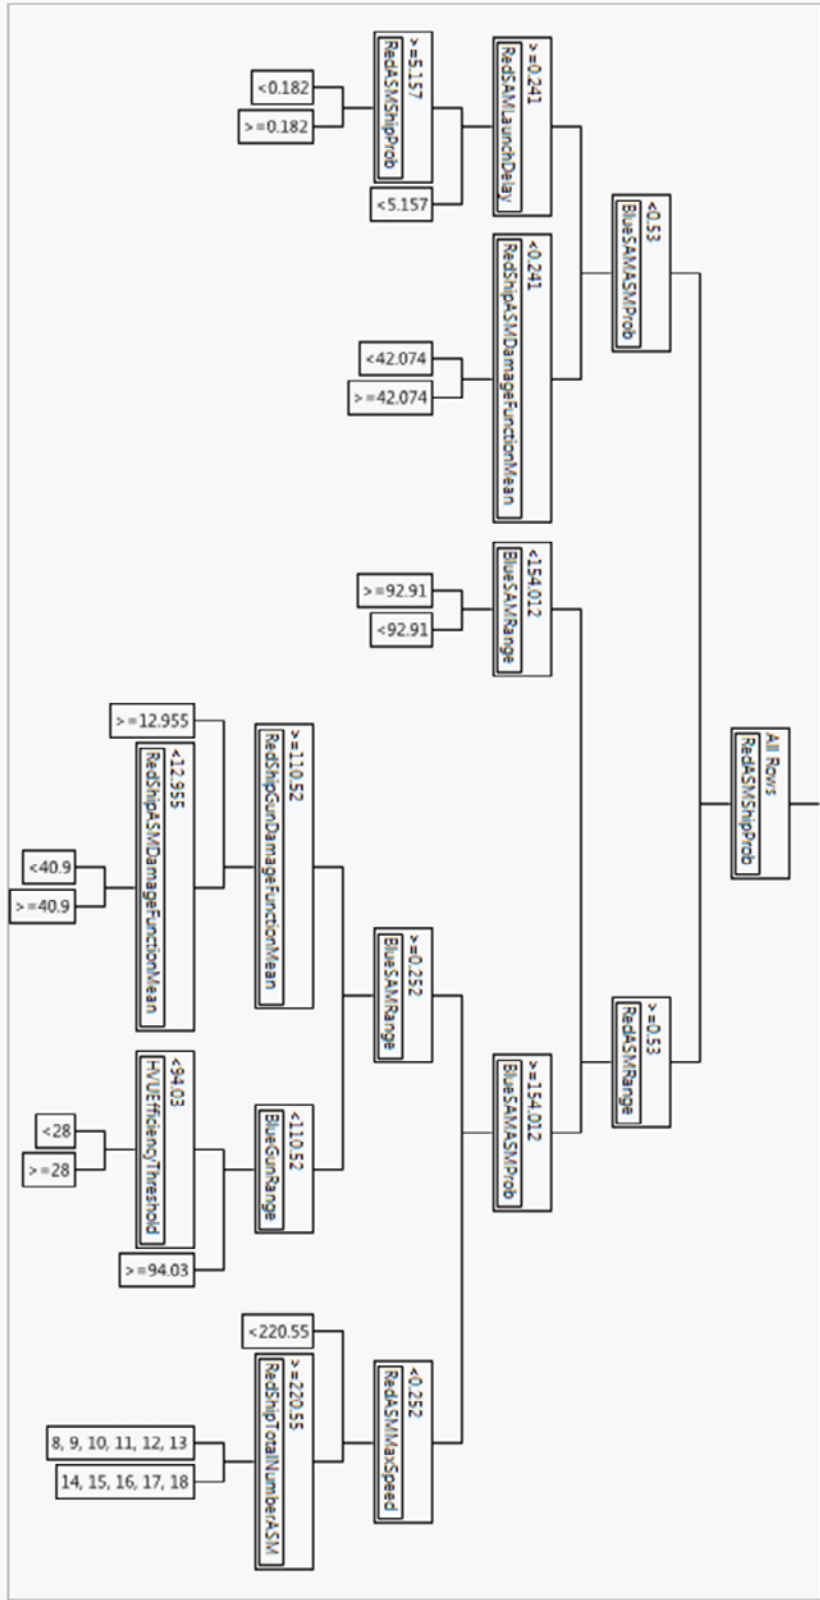 All Rows
RedASMShipProb
<0.53
BlueSAMASMProb
>=0.53
RedASMRange
>=0.241
RedSAMLaunchDelay
<0.241
RedShipASMDamageFunctionMean
<154.012
BlueSAMRange
>=154.012
BlueSAMASMProb
>=5.157
RedASMShipProb
<5.157
<42.074
>=42.074
>=92.91
<92.91
>=0.252
BlueSAMRange
<0.252
RedASMMaxSpeed
<0.182
>=0.182
>=110.52
RedShipGunDamageFunctionMean
<110.52
BlueGunRange
<220.55
>=220.55
RedShipTotalNumberASM
>=12.955
<12.955
RedShipASMDamageFunctionMean
<94.03
HVUEfficiencyThreshold
>=94.03
8, 9, 10, 11, 12, 13
14, 15, 16, 17, 18
<40.9
>=40.9
<28
>=28